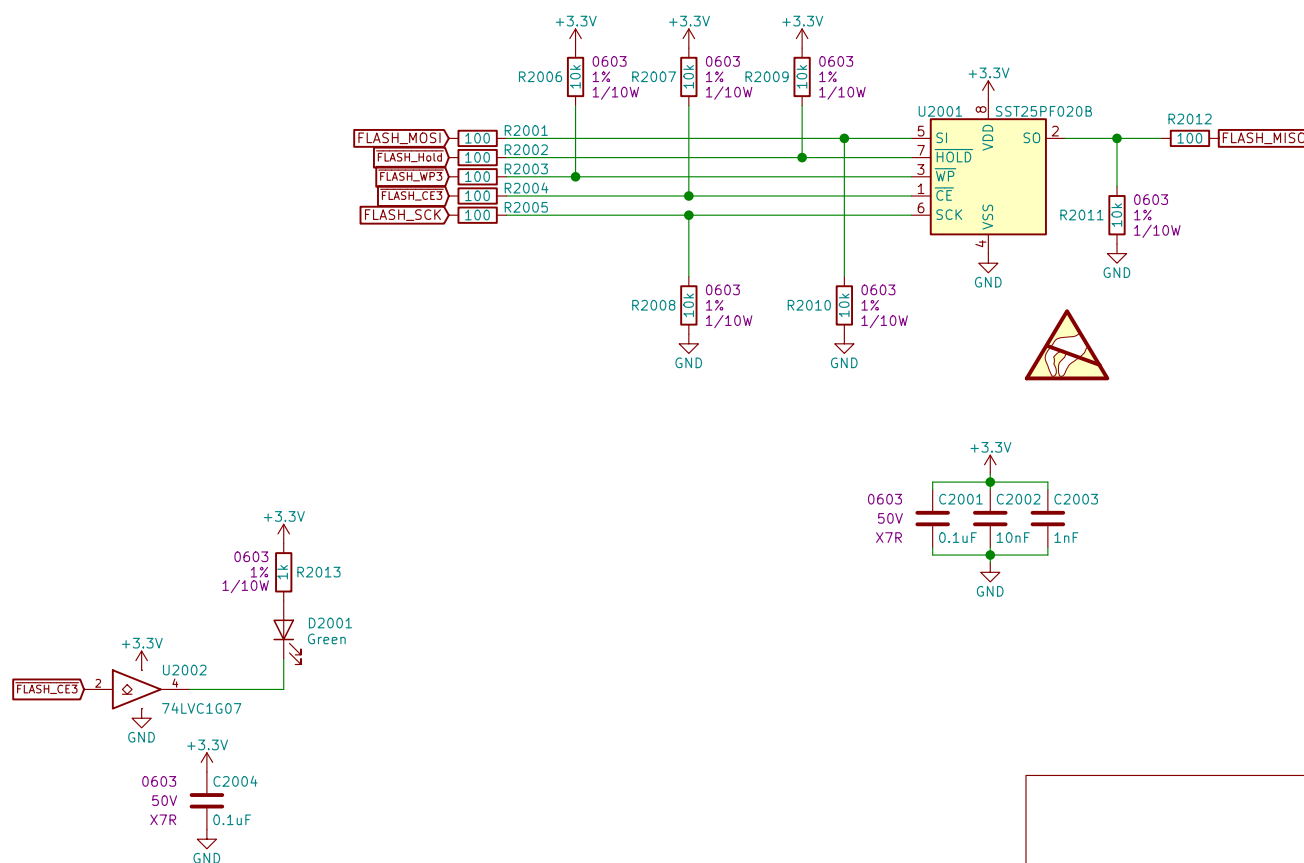 +3.3V +3.3V +3.3V
R2006 10k 0603 1% 1/10W
R2007 10k 0603 1% 1/10W
R2009 10k 0603 1% 1/10W
+3.3V
U2001 SST25PF020B
8 VDD
FLASH_MOSI 100 R2001 5 SI
FLASH_Hold 100 R2002 7 HOLD
FLASH_WP3 100 R2003 3 WP
FLASH_CE3 100 R2004 1 CE
FLASH_SCK 100 R2005 6 SCK
VSS 4
GND
SO 2
R2012
100 FLASH_MISO
R2011 10k 0603 1% 1/10W
GND
R2008 10k 0603 1% 1/10W
GND
R2010 10k 0603 1% 1/10W
GND
+3.3V
0603
50V
X7R
C2001 C2002 C2003
0.1uF 10nF 1nF
GND
+3.3V
0603
1%
1/10W
1k R2013
D2001
Green
+3.3V
U2002
FLASH_CE3 2 4
74LVC1G07
GND
+3.3V
0603 C2004
50V
X7R 0.1uF
GND